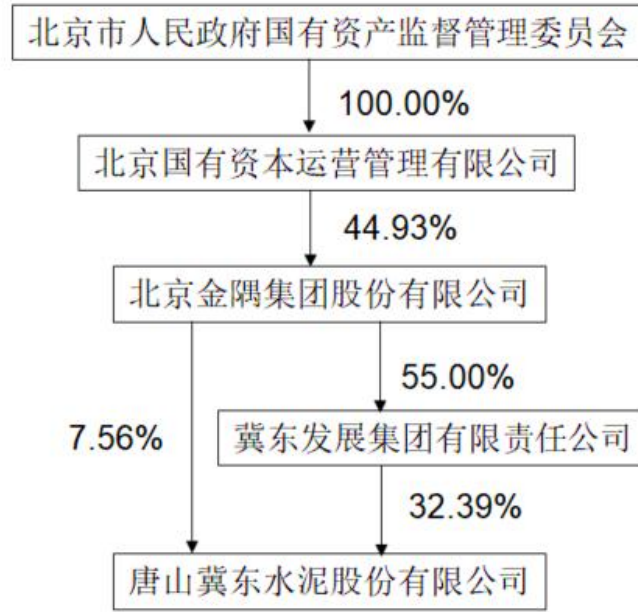 北京市人民政府国有资产监督管理委员会
100.00%
北京国有资本运营管理有限公司
44.93%
北京金隅集团股份有限公司
55.00%
7.56%
冀东发展集团有限责任公司
32.39%
唐山冀东水泥股份有限公司